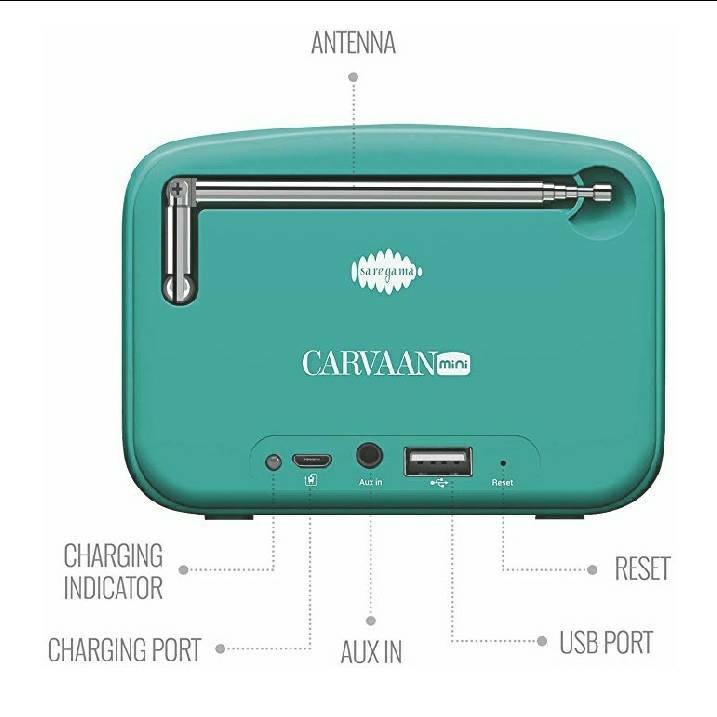 ANTENNA
saregama
CARVAAN mini
Aux in
Reset
CHARGING
INDICATOR
RESET
CHARGING PORT
AUX IN
USB PORT